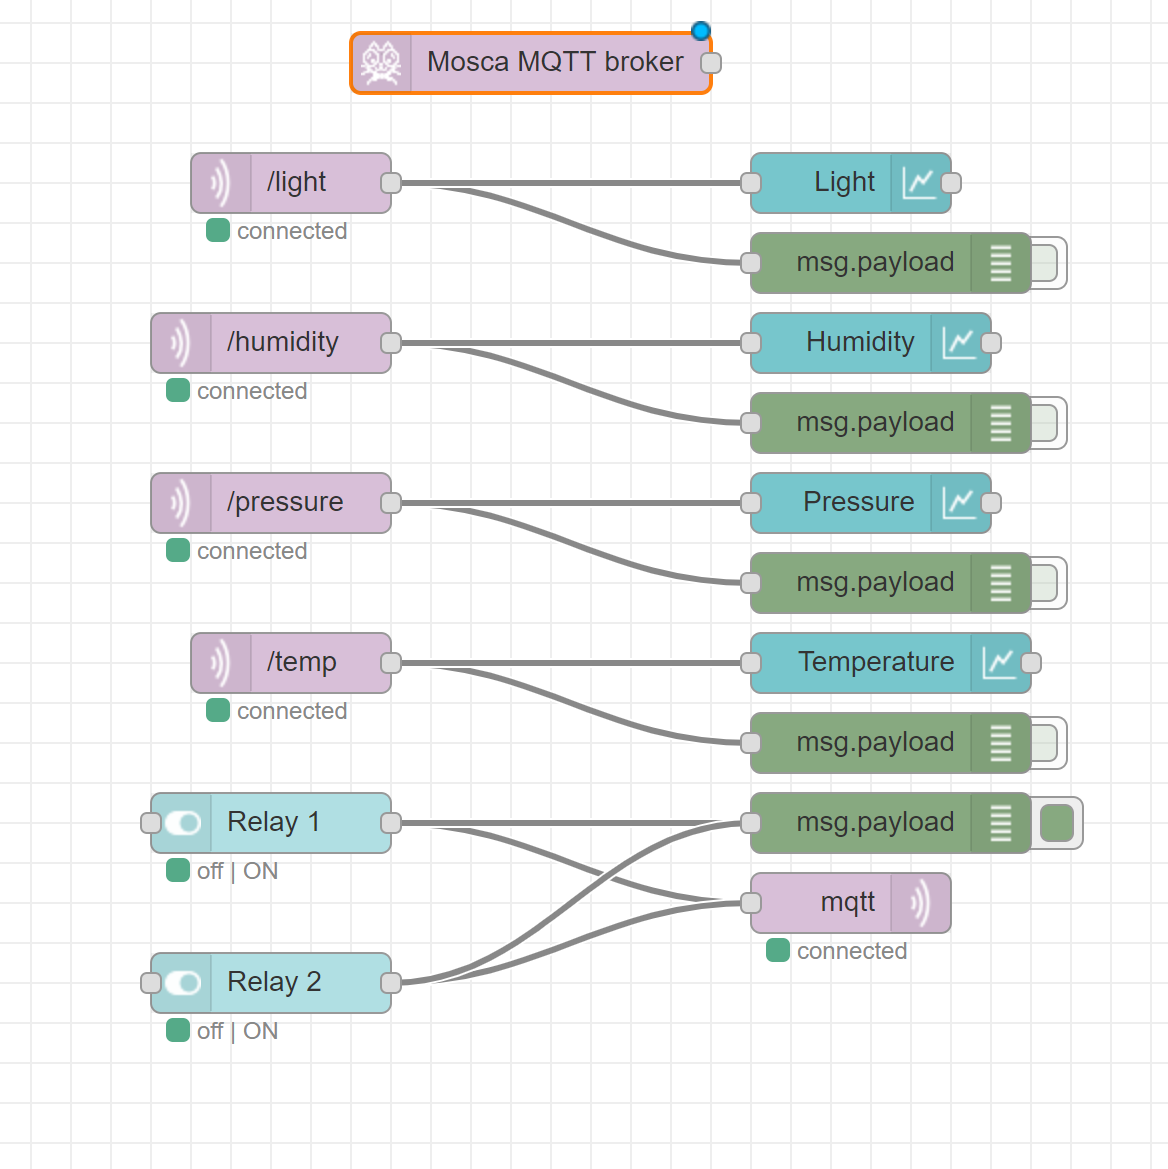 Mosca MQTT broker
/light
Light
connected
msg.payload
/humidity
Humidity
connected
msg.payload
/pressure
Pressure
connected
msg.payload
/temp
Temperature
connected
msg.payload
Relay 1
msg.payload
off | ON
mqtt
connected
Relay 2
off | ON